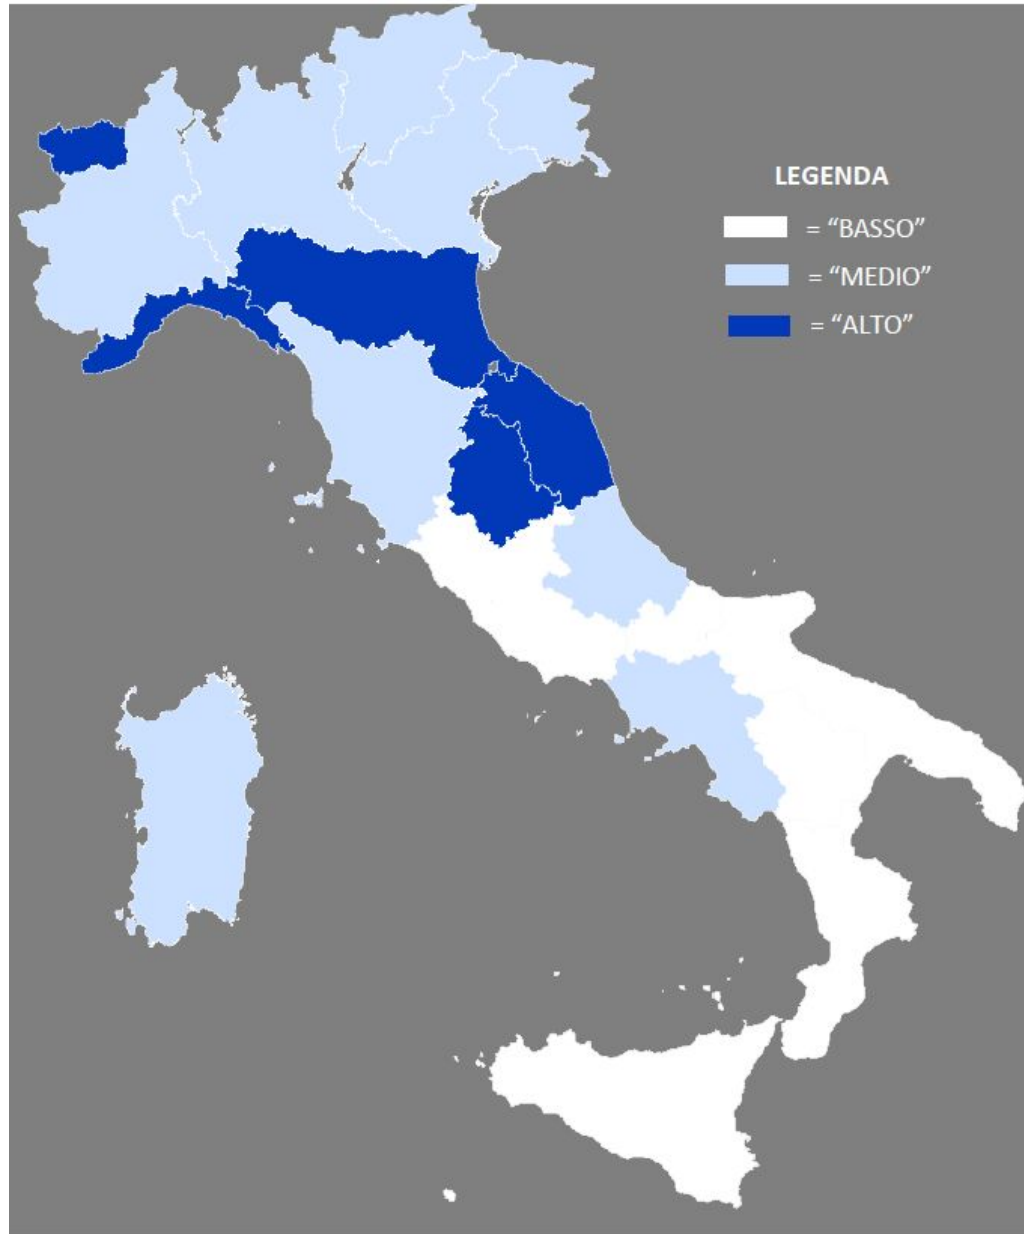 LEGENDA
= “BASSO”
= “MEDIO”
= “ALTO”